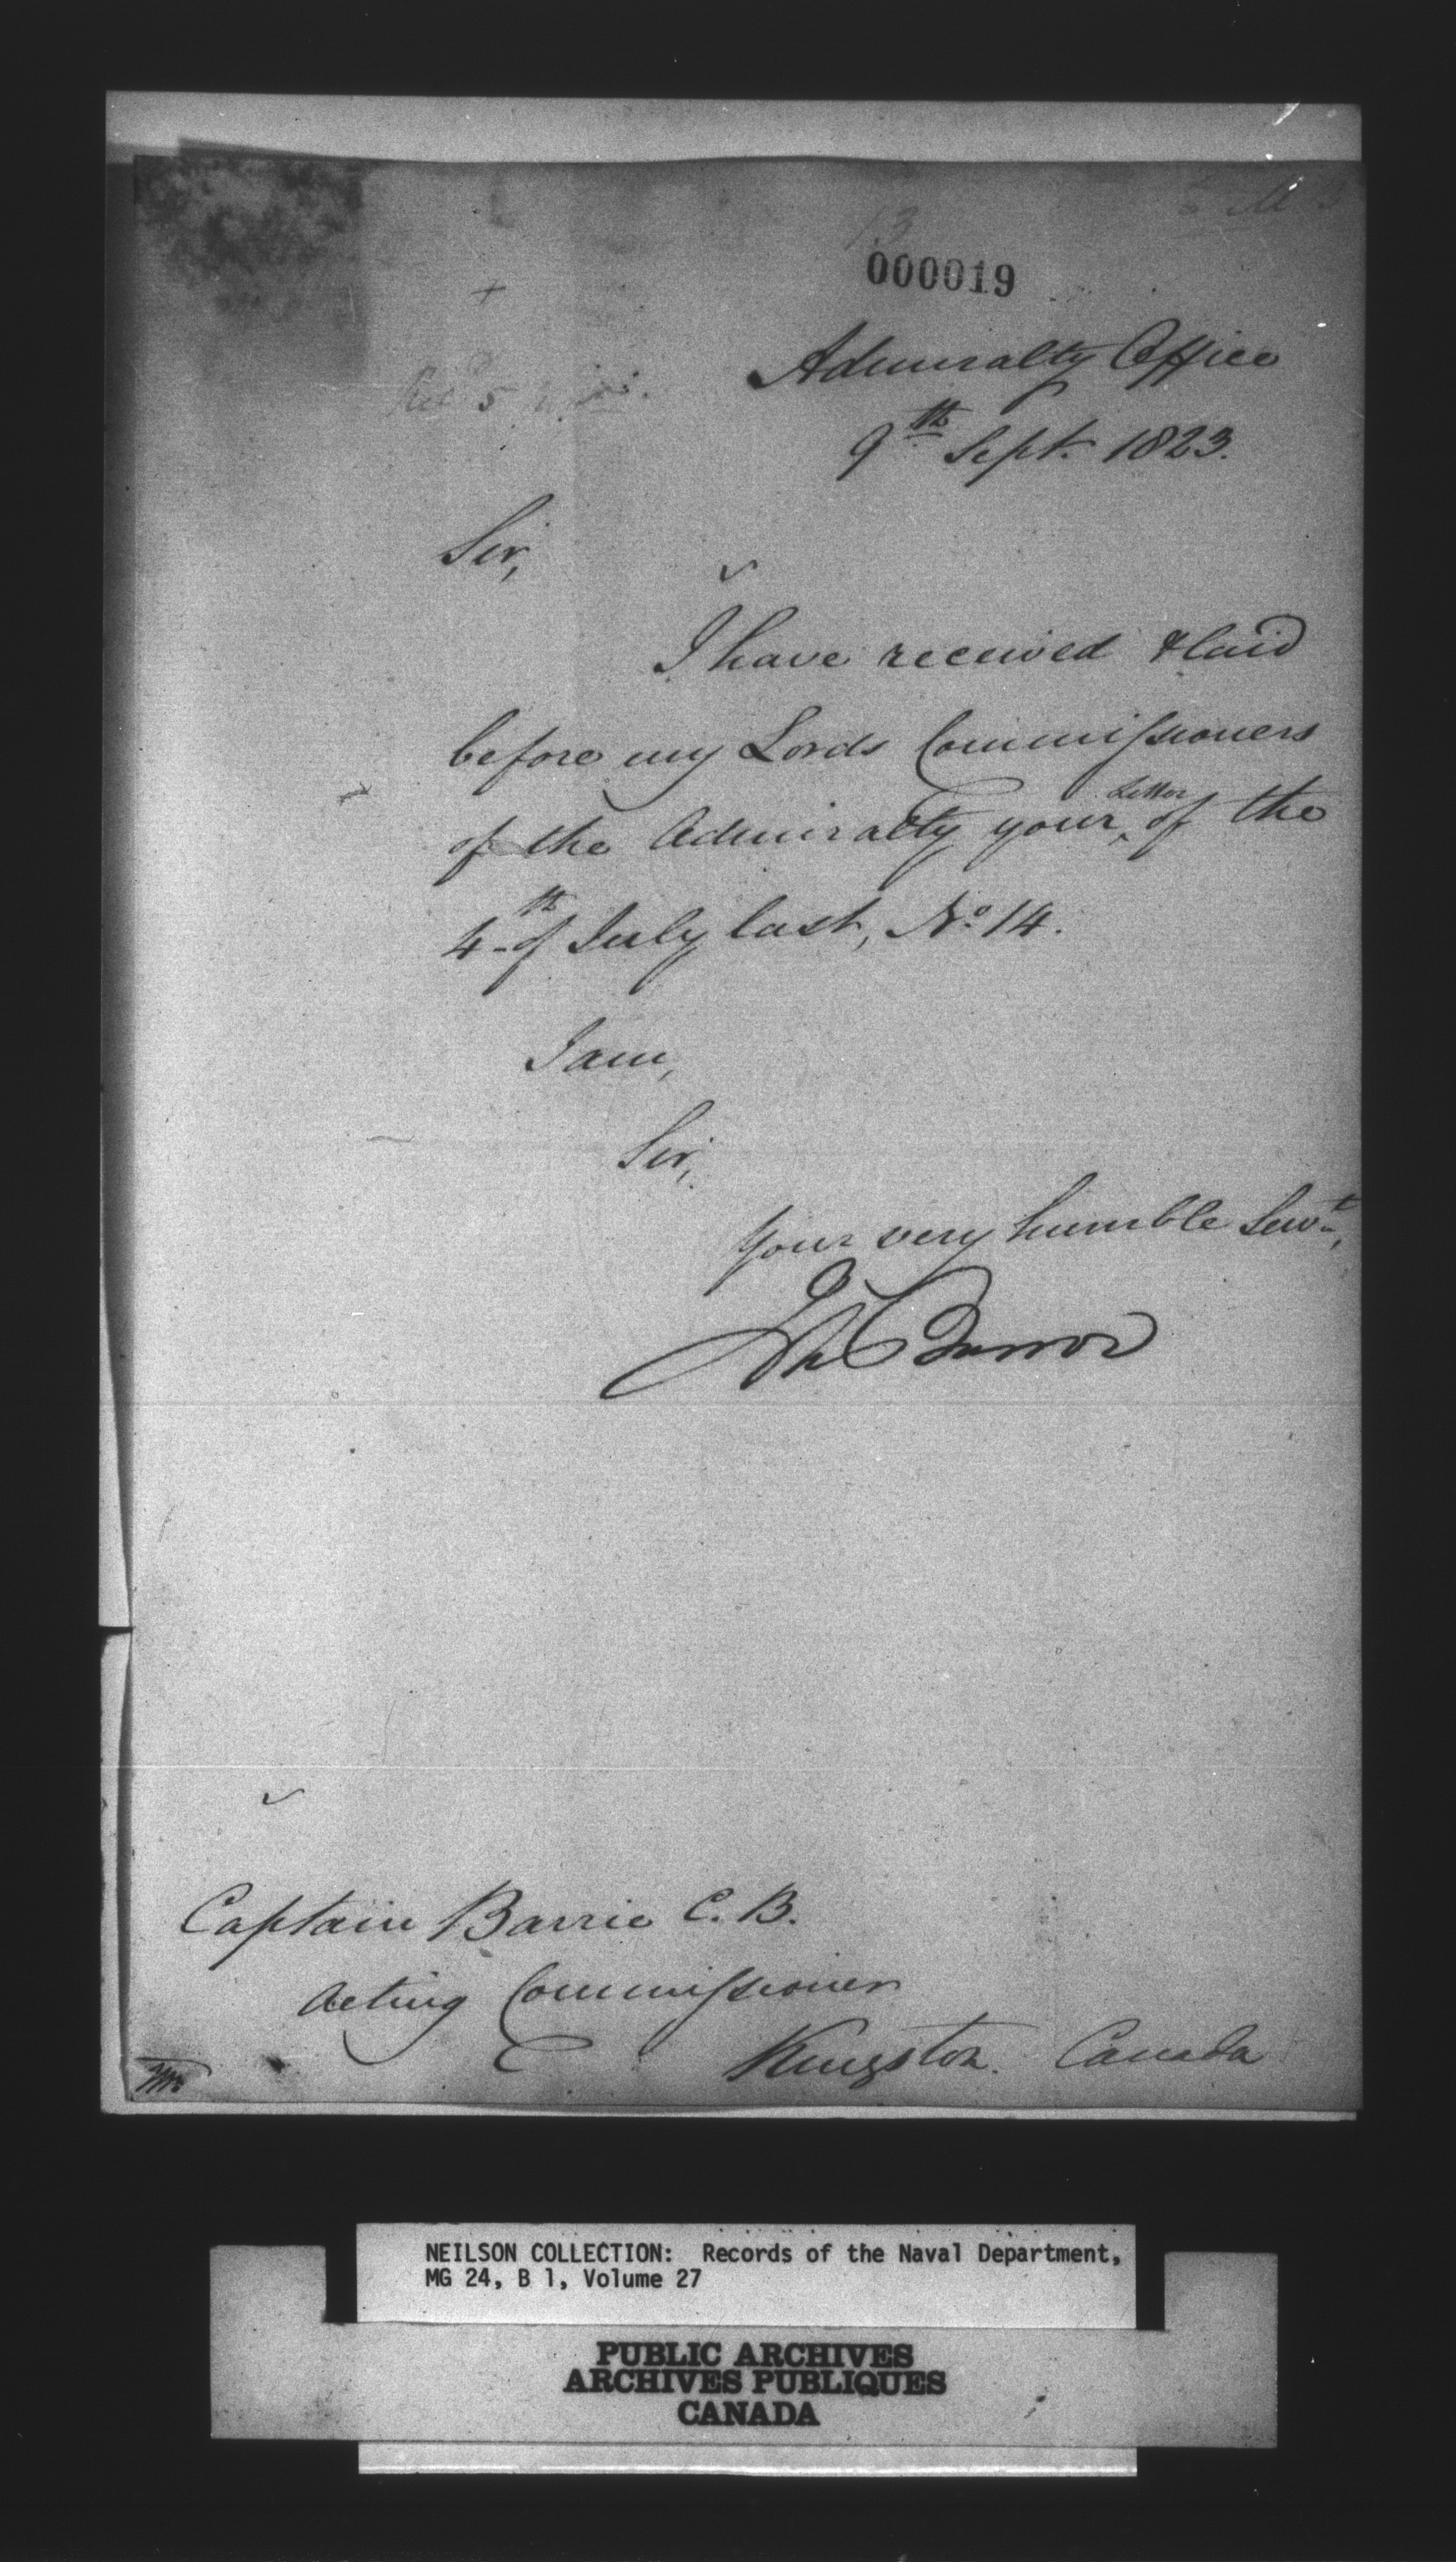 13
000019
Admiralty Office
9th Sept. 1823.
Sir,
I have received & laid
before my Lords Commissioners
of the Admiralty your Letter of the
4th of July last, No. 14.
I am,
Sir,
Your very humble Servt,
Jn Barrow
Captain Barrie C. B.
Acting Commissioner
Kingston. Canada
NEILSON COLLECTION: Records of the Naval Department,
MG 24, B 1, Volume 27
PUBLIC ARCHIVES
ARCHIVES PUBLIQUES
CANADA